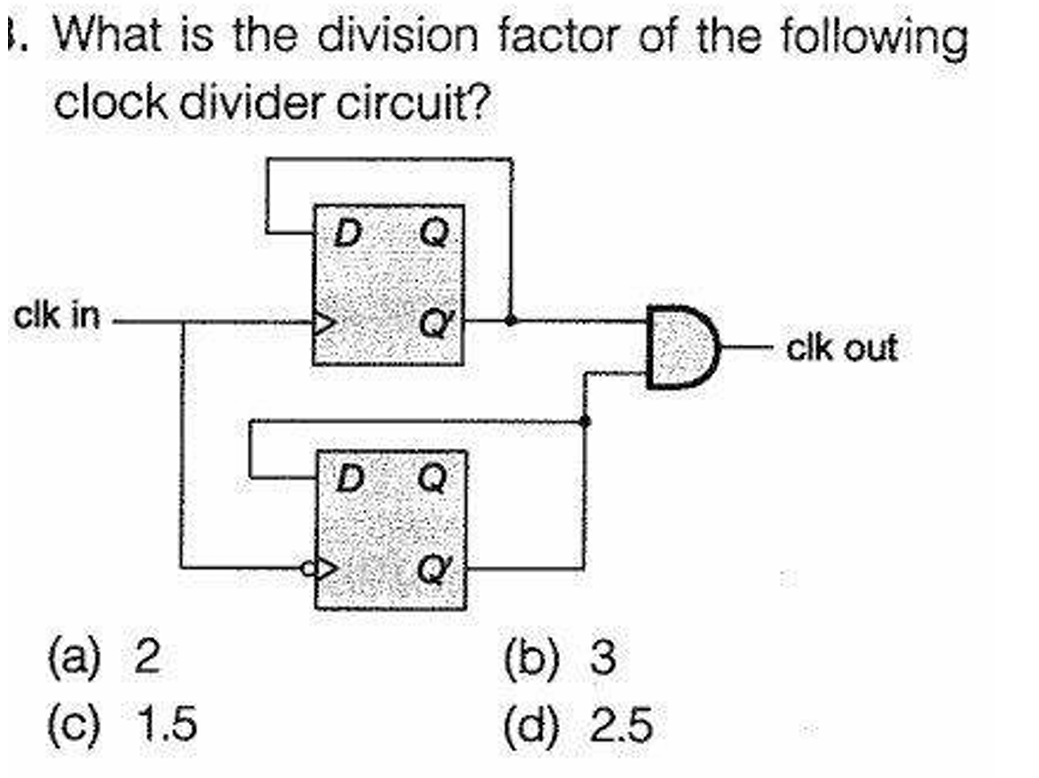 . What is the division factor of the following
clock divider circuit?
D Q
clk in
Q'
clk out
D Q
Q'
(a) 2
(b) 3
(c) 1.5
(d) 2.5